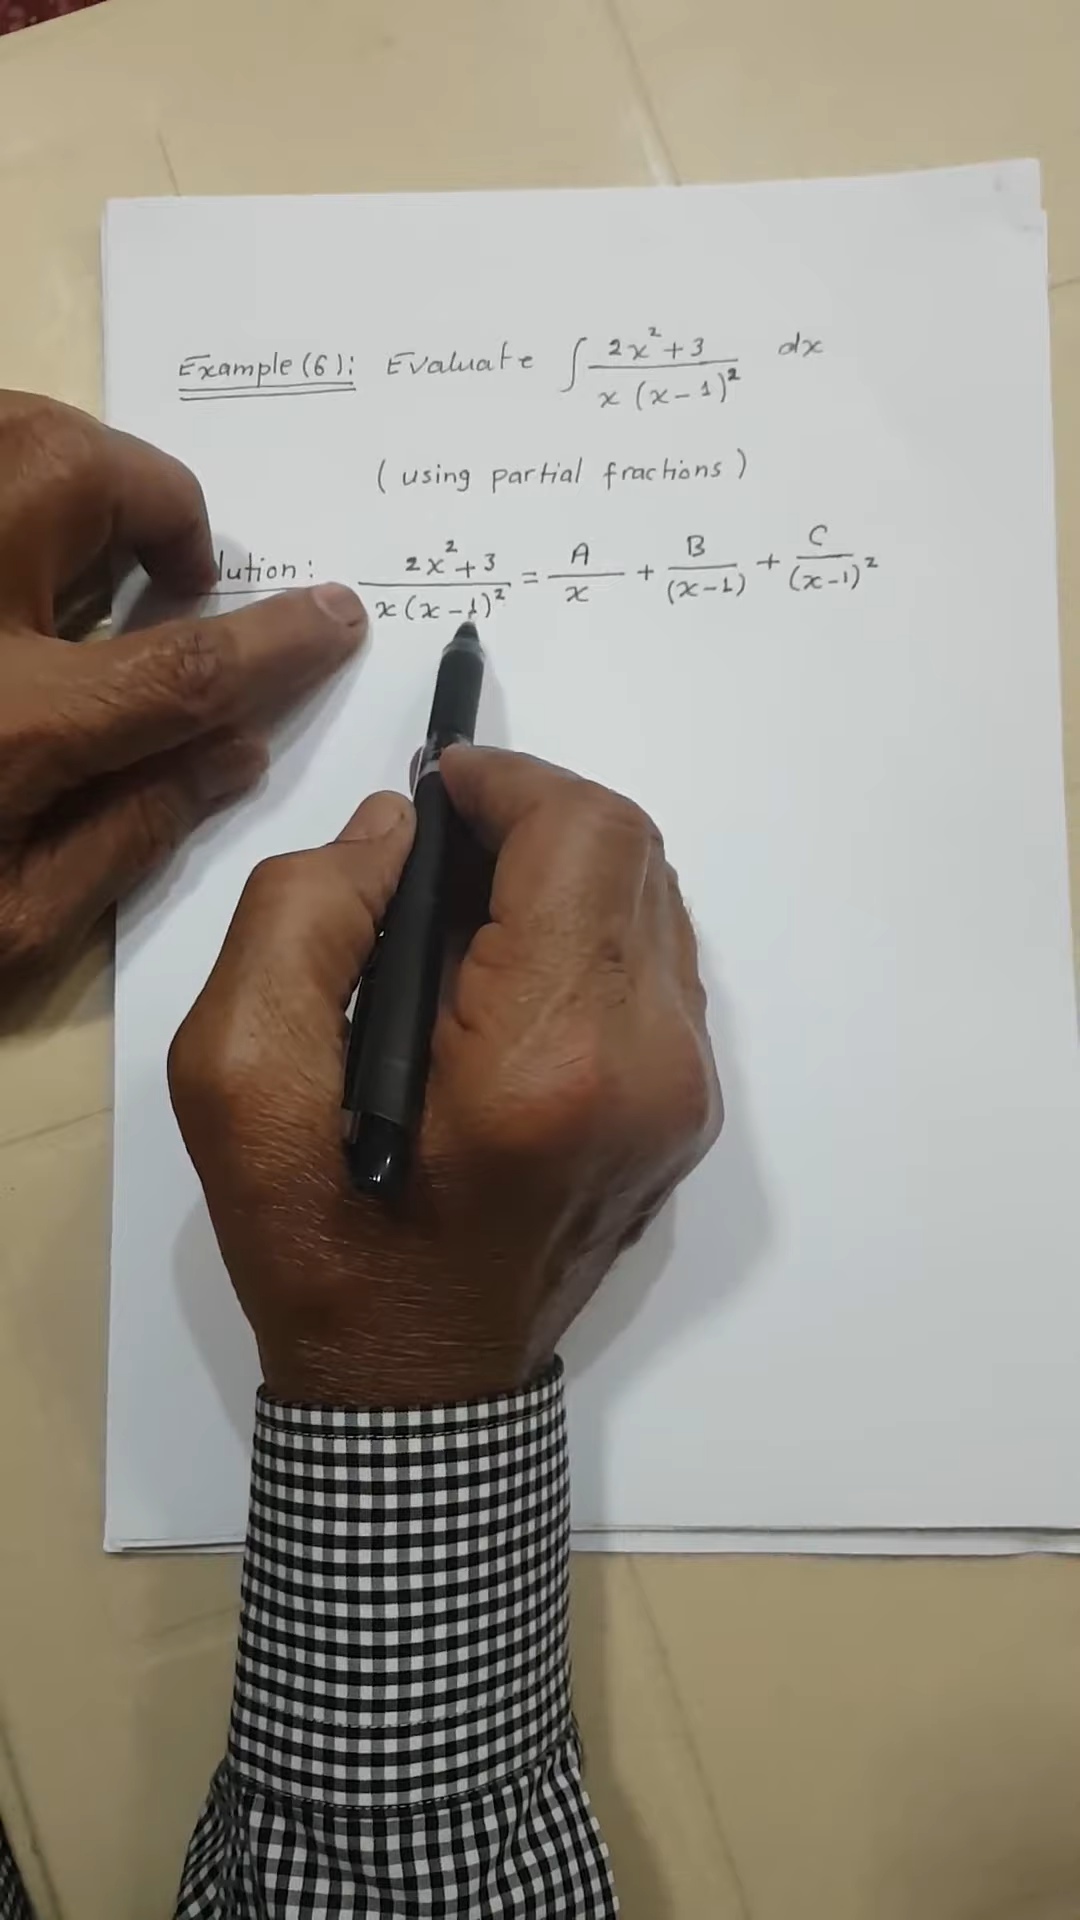 Example (6): Evaluate ∫ (2x²+3)/(x (x-1)²) dx
(using partial fractions)
lution: (2x²+3)/(x(x-1)²) = A/x + B/(x-1) + C/(x-1)²